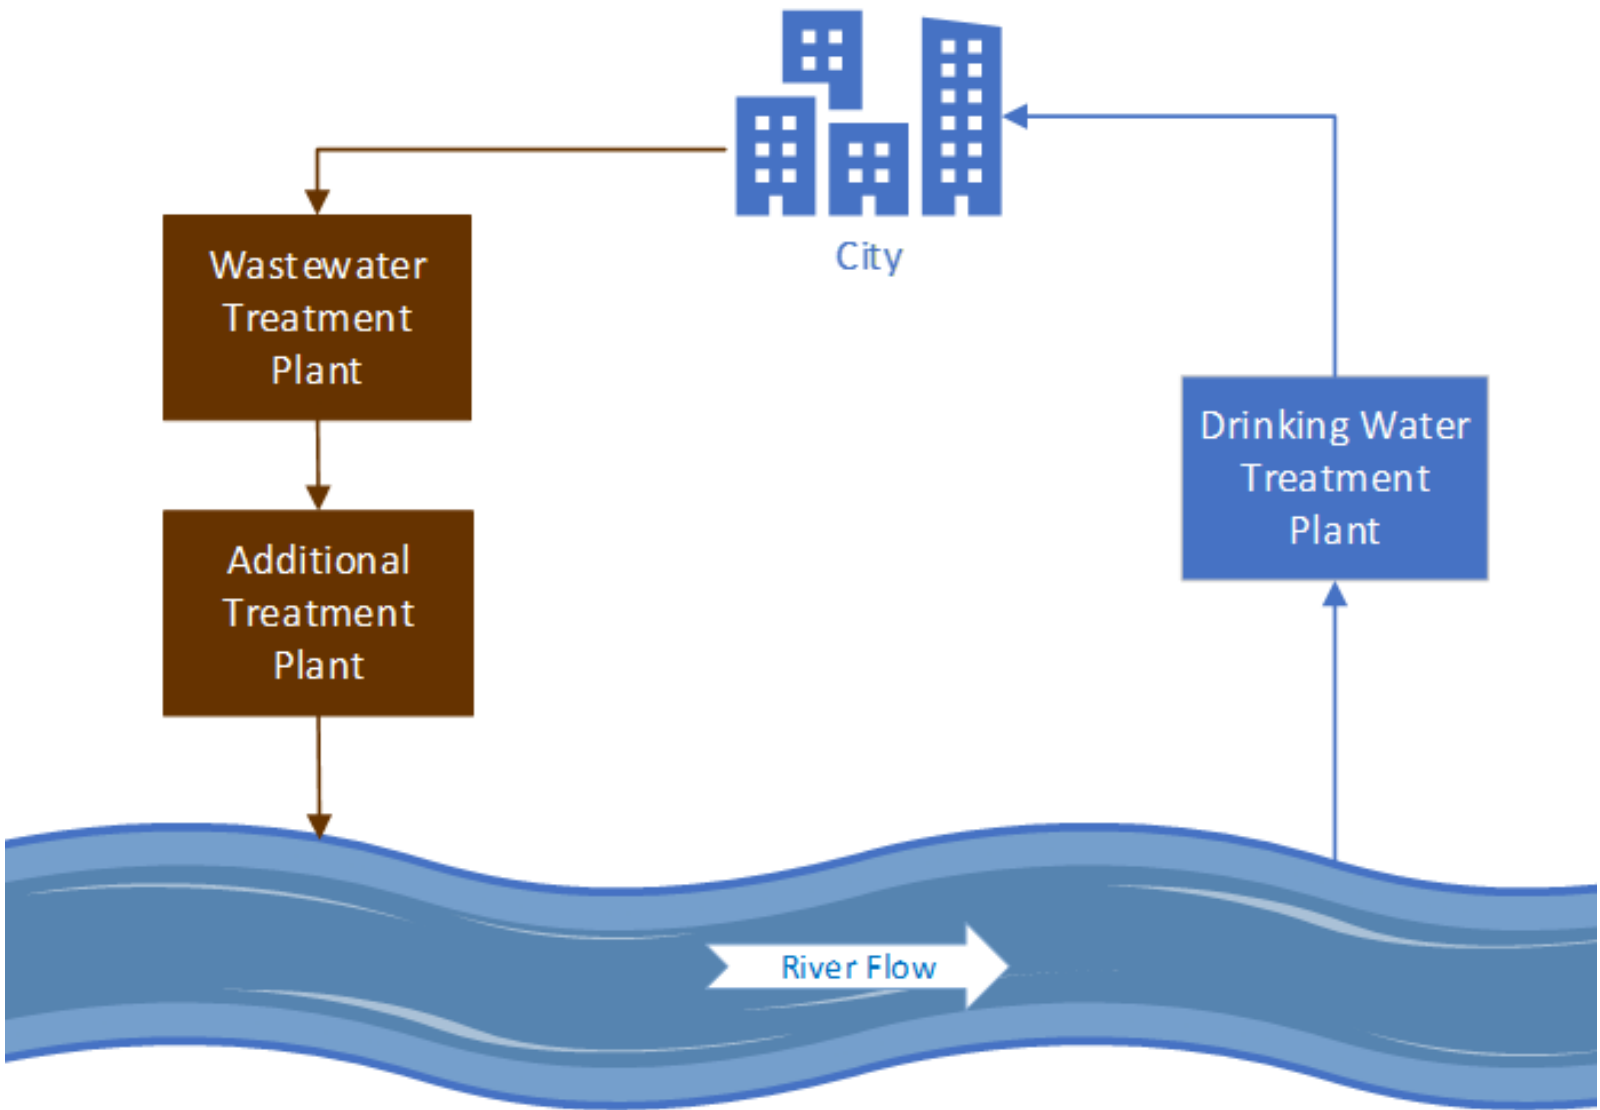 City
Wastewater
Treatment
Plant
Additional
Treatment
Plant
Drinking Water
Treatment
Plant
River Flow